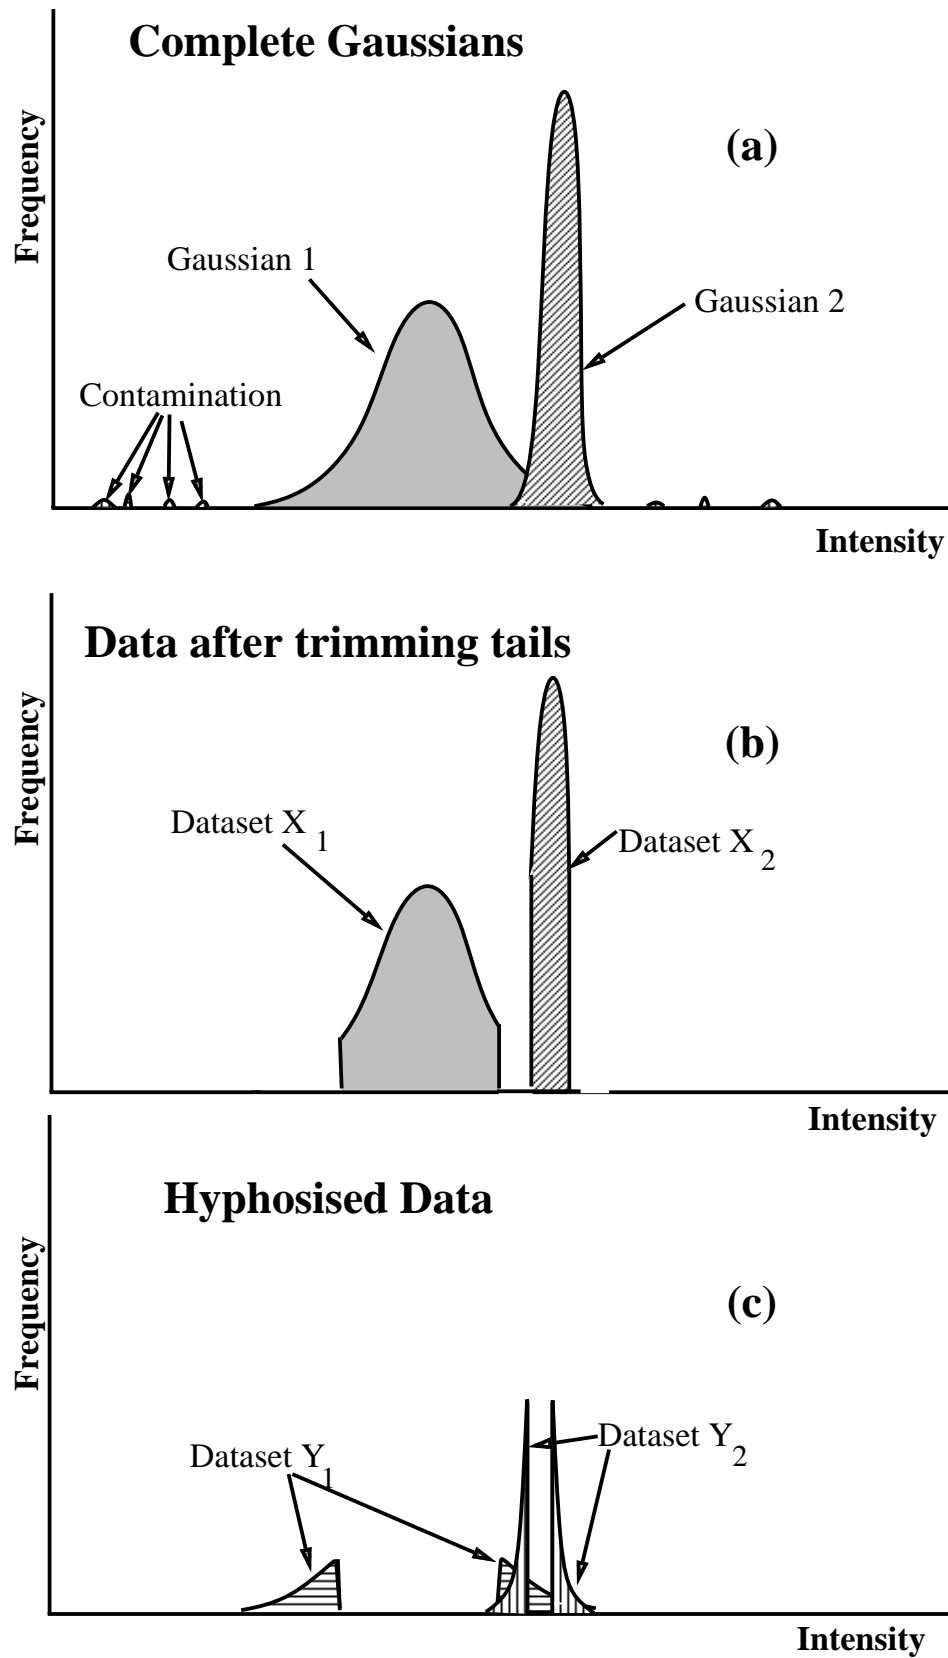 Complete Gaussians
Frequency
(a)
Gaussian 1
Gaussian 2
Contamination
Intensity
Data after trimming tails
Frequency
(b)
Dataset X 1
Dataset X 2
Intensity
Hyphosised Data
Frequency
(c)
Dataset Y 1
Dataset Y 2
Intensity